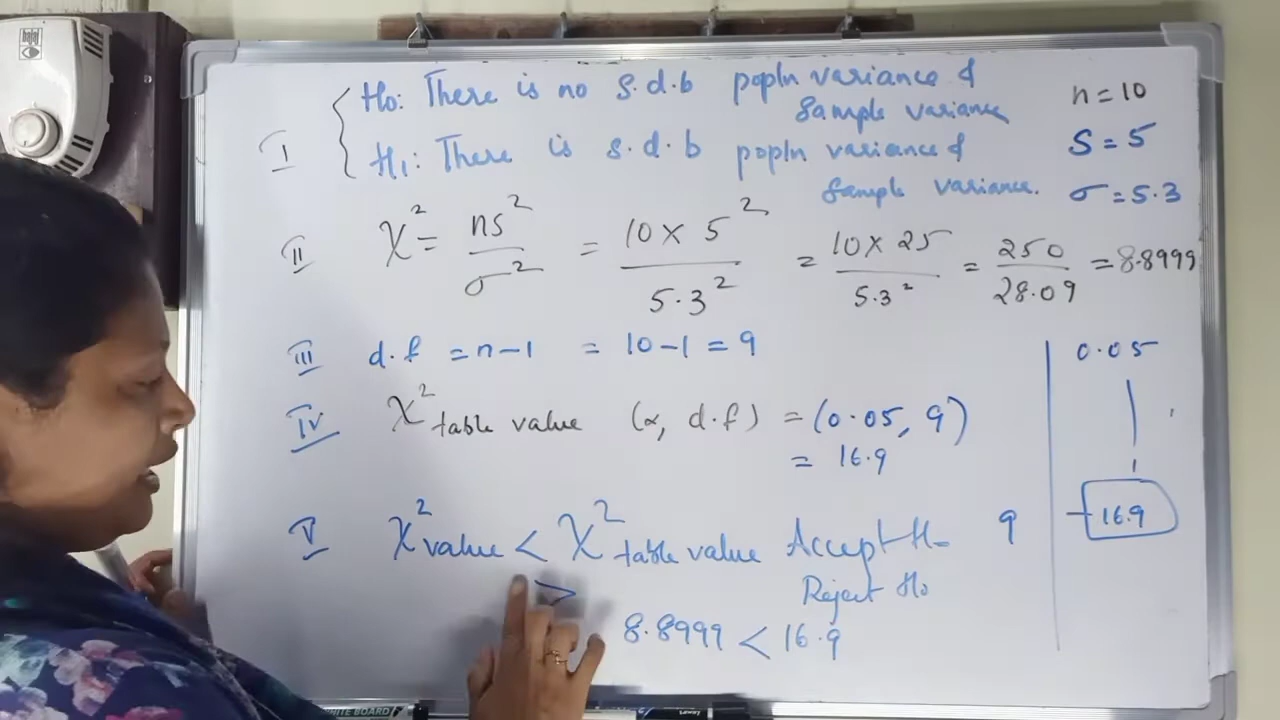 bajaj
H₀: There is no s.d.b popln variance &
Sample variance
n = 10
I
H₁: There is s.d.b popln variance &
Sample variance.
S = 5
σ = 5.3
II χ² = ns²/σ² = 10 × 5²/5.3² = 10 × 25/5.3² = 250/28.09 = 8.8999
III d.f = n-1 = 10-1 = 9
0.05
IV χ² table value (α, d.f) = (0.05, 9)
= 16.9
V χ² value < χ² table value Accept H₀
9 16.9
> Reject H₀
8.8999 < 16.9
WHITE BOARD